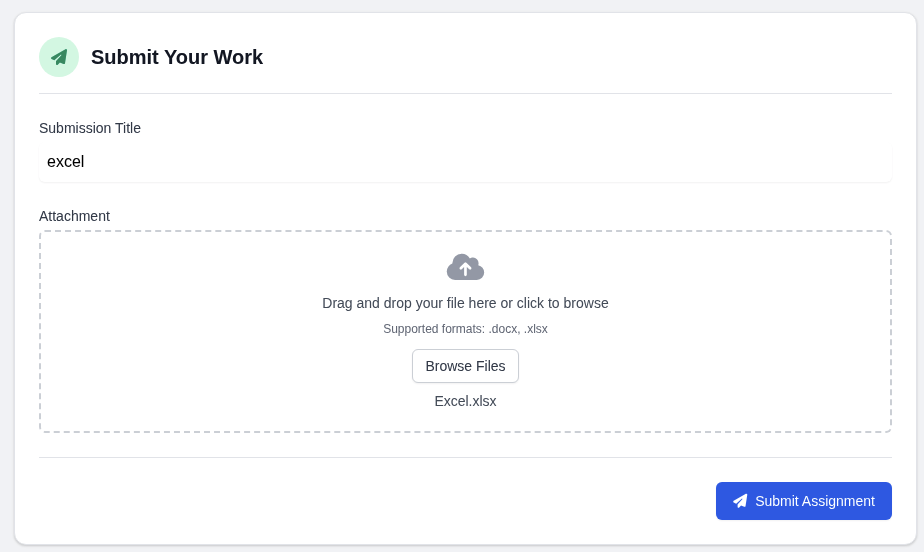 Submit Your Work
Submission Title
excel
Attachment
Drag and drop your file here or click to browse
Supported formats: .docx, .xlsx
Browse Files
Excel.xlsx
Submit Assignment